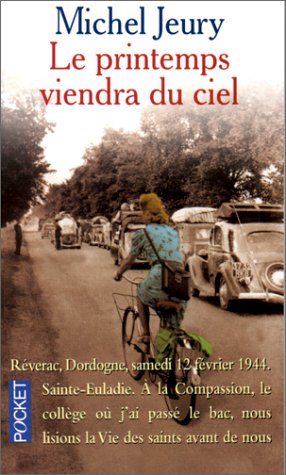 Michel Jeury
Le printemps
viendra du ciel
Réverac, Dordogne, samedi 12 février 1944.
Sainte-Euladie. À la Compassion, le
collège où j'ai passé le bac, nous
lisions la Vie des saints avant de nous
POCKET